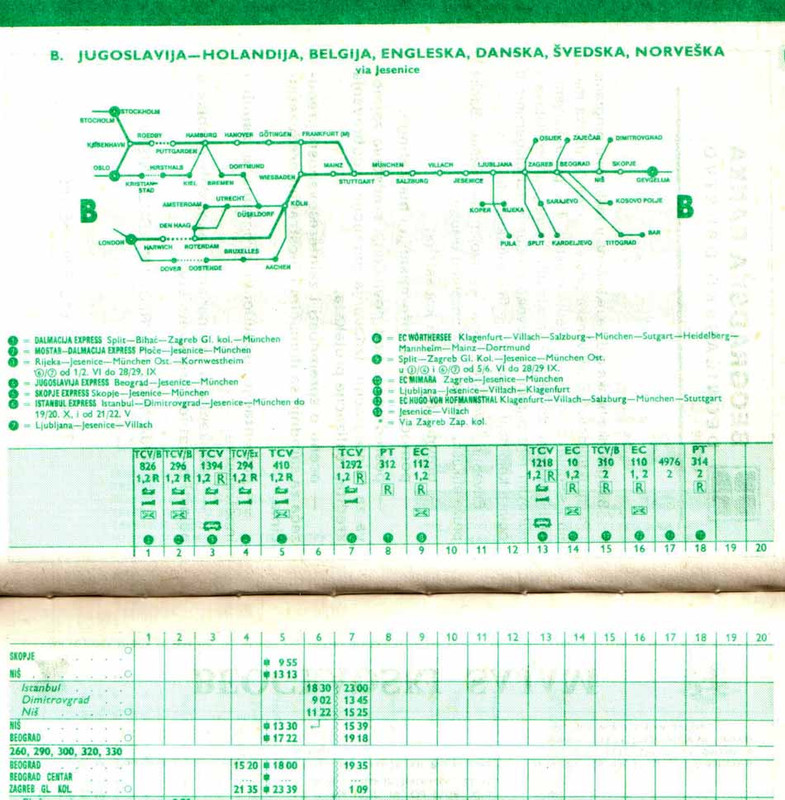 B. JUGOSLAVIJA—HOLANDIJA, BELGIJA, ENGLESKA, DANSKA, ŠVEDSKA, NORVEŠKA
via Jesenice
STOCKHOLM
STOCHOLM
KJØBENHAVN
ROEDBY
PUTTGARDEN
HAMBURG
HANOVER
GÖTINGEN
FRANKFURT (M)
OSLO
KRISTIAN-
STAD
HIRSTHALS
KIEL
BREMEN
DORTMUND
WIESBADEN
MAINZ
STUTTGART
MÜNCHEN
SALZBURG
VILLACH
JESENICE
LJUBLJANA
ZAGREB
BEOGRAD
OSIJEK
ZAJEČAR
DIMITROVGRAD
NIŠ
SKOPJE
GEVGELIJA
B
AMSTERDAM
UTRECHT
DÜSELDORF
KÖLN
DEN HAAG
ROTERDAM
LONDON
HARWICH
DOVER
OOSTENDE
BRUXELLES
AACHEN
KOPER
RIJEKA
PULA
SPLIT
SARAJEVO
KARDELJEVO
KOSOVO POLJE
TITOGRAD
BAR
B
= DALMACIJA EXPRESS Split—Bihać—Zagreb Gl. kol.—München
= MOSTAR—DALMACIJA EXPRESS Ploče—Jesenice—München
= Rijeka—Jesenice—München Ost.—Kornwestheim
⑥/⑦ od 1/2. VI do 28/29. IX
= JUGOSLAVIJA EXPRESS Beograd—Jesenice—München
= SKOPJE EXPRESS Skopje—Jesenice—München
= ISTANBUL EXPRESS Istanbul—Dimitrovgrad—Jesenice—München do
19/20. X, i od 21/22. V
= Ljubljana—Jesenice—Villach
= EC WÖRTHERSEE Klagenfurt—Villach—Salzburg—München—Sutgart—Heidelberg—
Mannheim—Mainz—Dortmund
= Split—Zagreb Gl. Kol.—Jesenice—München Ost.
od 5/6. VI do 28/29 IX.
= EC MIMARA Zagreb—Jesenice—München
= Ljubljana—Jesenice—Villach—Klagenfurt
= EC HUGO VON HOFMANNSTHAL Klagenfurt—Villach—Salzburg—München—Stuttgart
= Jesenice—Villach
* = Via Zagreb Zap. kol.
TCV/B TCV/B TCV TCV/Ex TCV TCV PT EC TCV EC TCV/B EC PT
826 296 1394 294 410 1292 312 112 1218 10 310 110 4976 314
1,2 R 1,2 R 1,2 R 1,2 R 1,2 R 1,2 R 2 1, 2 1,2 R 1, 2 2 1, 2 2 2
R R R R R R
1 2 3 4 5 6 7 8 9 10 11 12 13 14 15 16 17 18 19 20
1 2 3 4 5 6 7 8 9 10 11 12 13 14 15 16 17 18 19 20
SKOPJE * 9 55
NIŠ * 13 13
Istanbul 18 30 23 00
Dimitrovgrad 9 02 13 45
Niš 11 22 15 25
NIŠ * 13 30 15 39
BEOGRAD * 17 22 19 18
260, 290, 300, 320, 330
BEOGRAD 15 20 * 18 00 19 35
BEOGRAD CENTAR * ... ...
ZAGREB GL KOL. 21 35 * 23 39 1 09